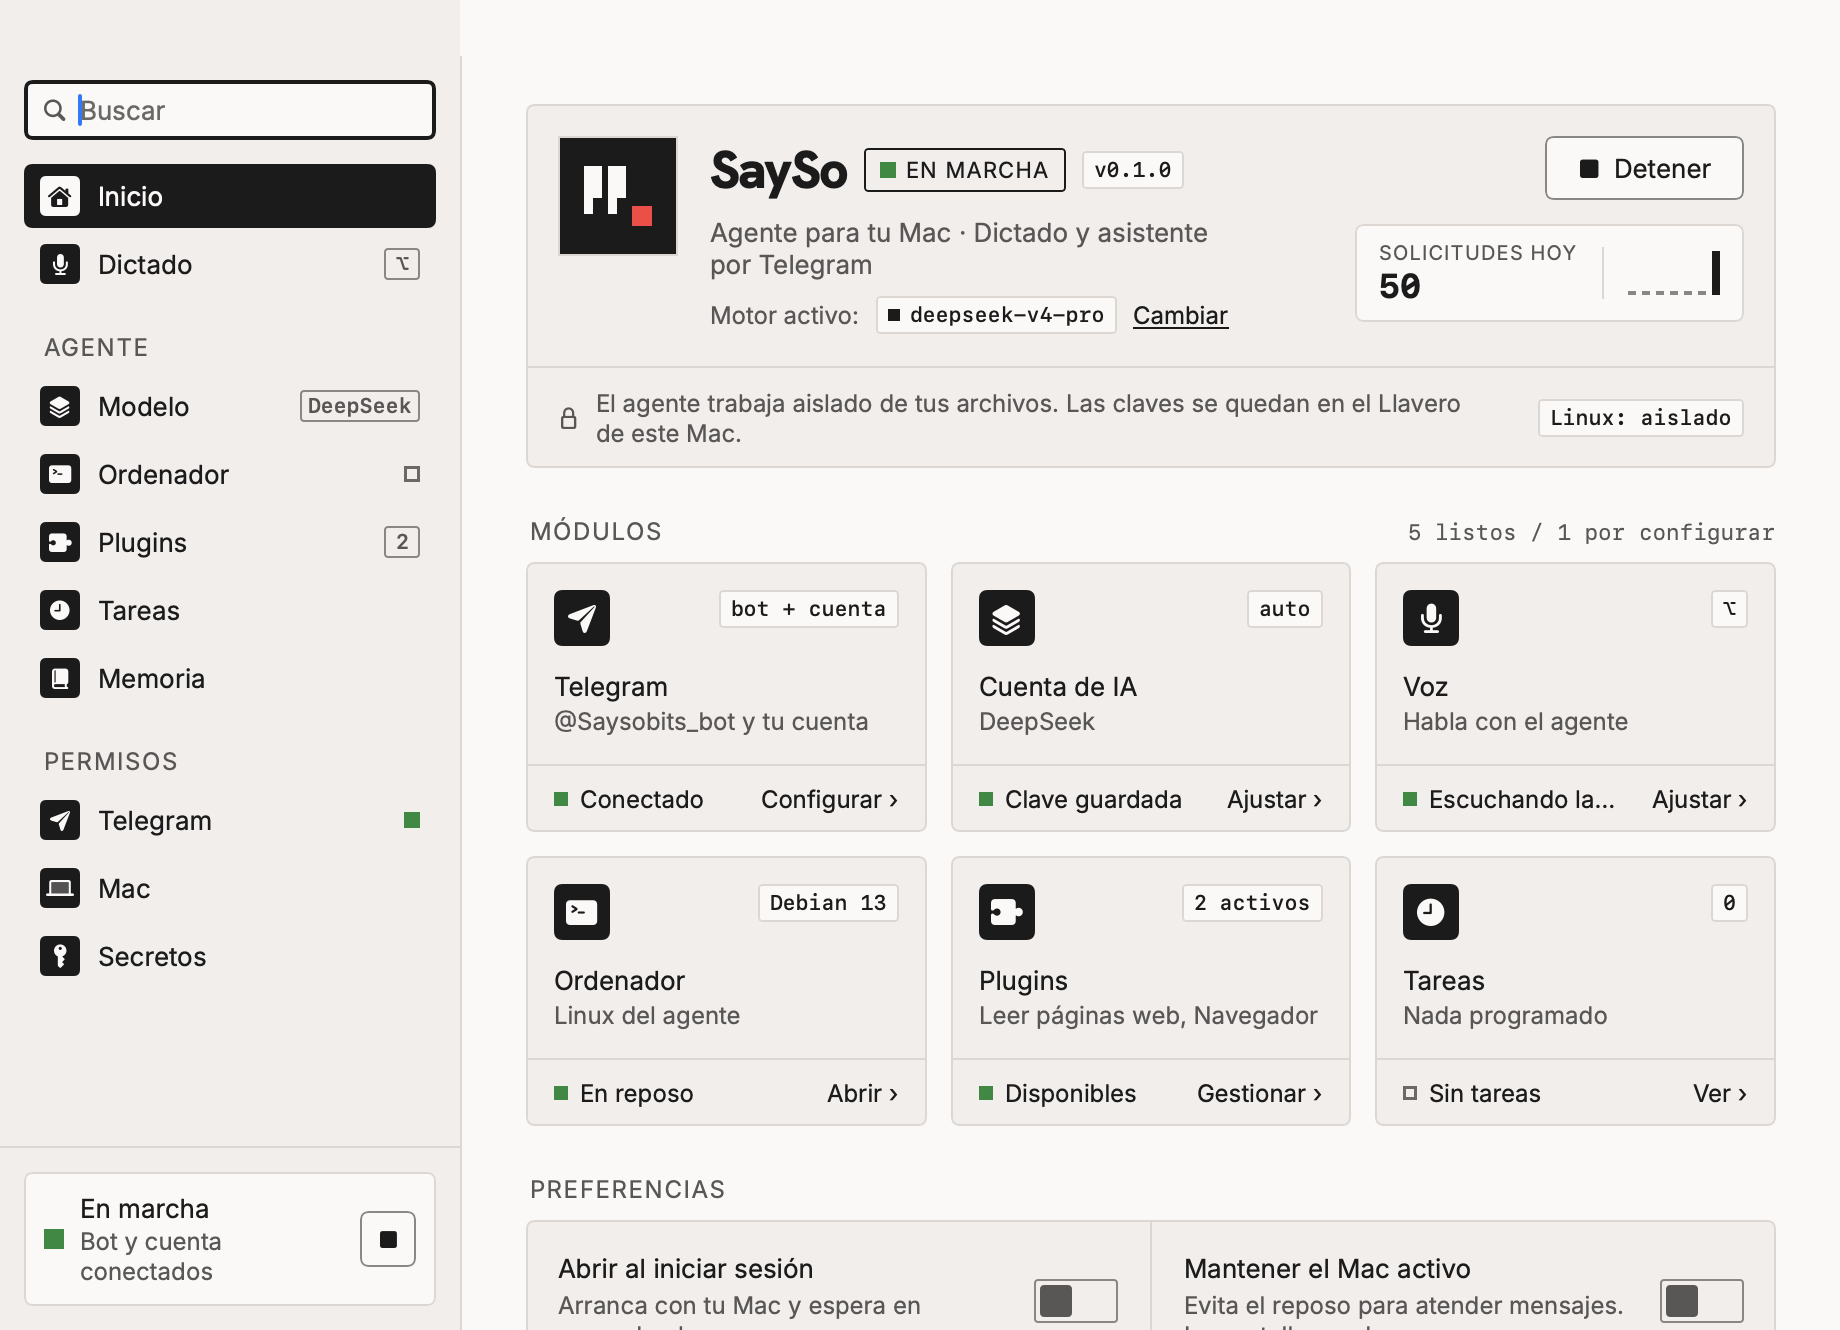 Buscar
Inicio
Dictado ⌥
AGENTE
Modelo DeepSeek
Ordenador
Plugins 2
Tareas
Memoria
PERMISOS
Telegram
Mac
Secretos
En marcha
Bot y cuenta
conectados
SaySo EN MARCHA v0.1.0
Detener
Agente para tu Mac · Dictado y asistente
por Telegram
Motor activo: deepseek-v4-pro Cambiar
SOLICITUDES HOY
50
El agente trabaja aislado de tus archivos. Las claves se quedan en el Llavero
de este Mac.
Linux: aislado
MÓDULOS
5 listos / 1 por configurar
bot + cuenta
Telegram
@Saysobits_bot y tu cuenta
Conectado Configurar ›
auto
Cuenta de IA
DeepSeek
Clave guardada Ajustar ›
⌥
Voz
Habla con el agente
Escuchando la... Ajustar ›
Debian 13
Ordenador
Linux del agente
En reposo Abrir ›
2 activos
Plugins
Leer páginas web, Navegador
Disponibles Gestionar ›
0
Tareas
Nada programado
Sin tareas Ver ›
PREFERENCIAS
Abrir al iniciar sesión
Arranca con tu Mac y espera en
Mantener el Mac activo
Evita el reposo para atender mensajes.